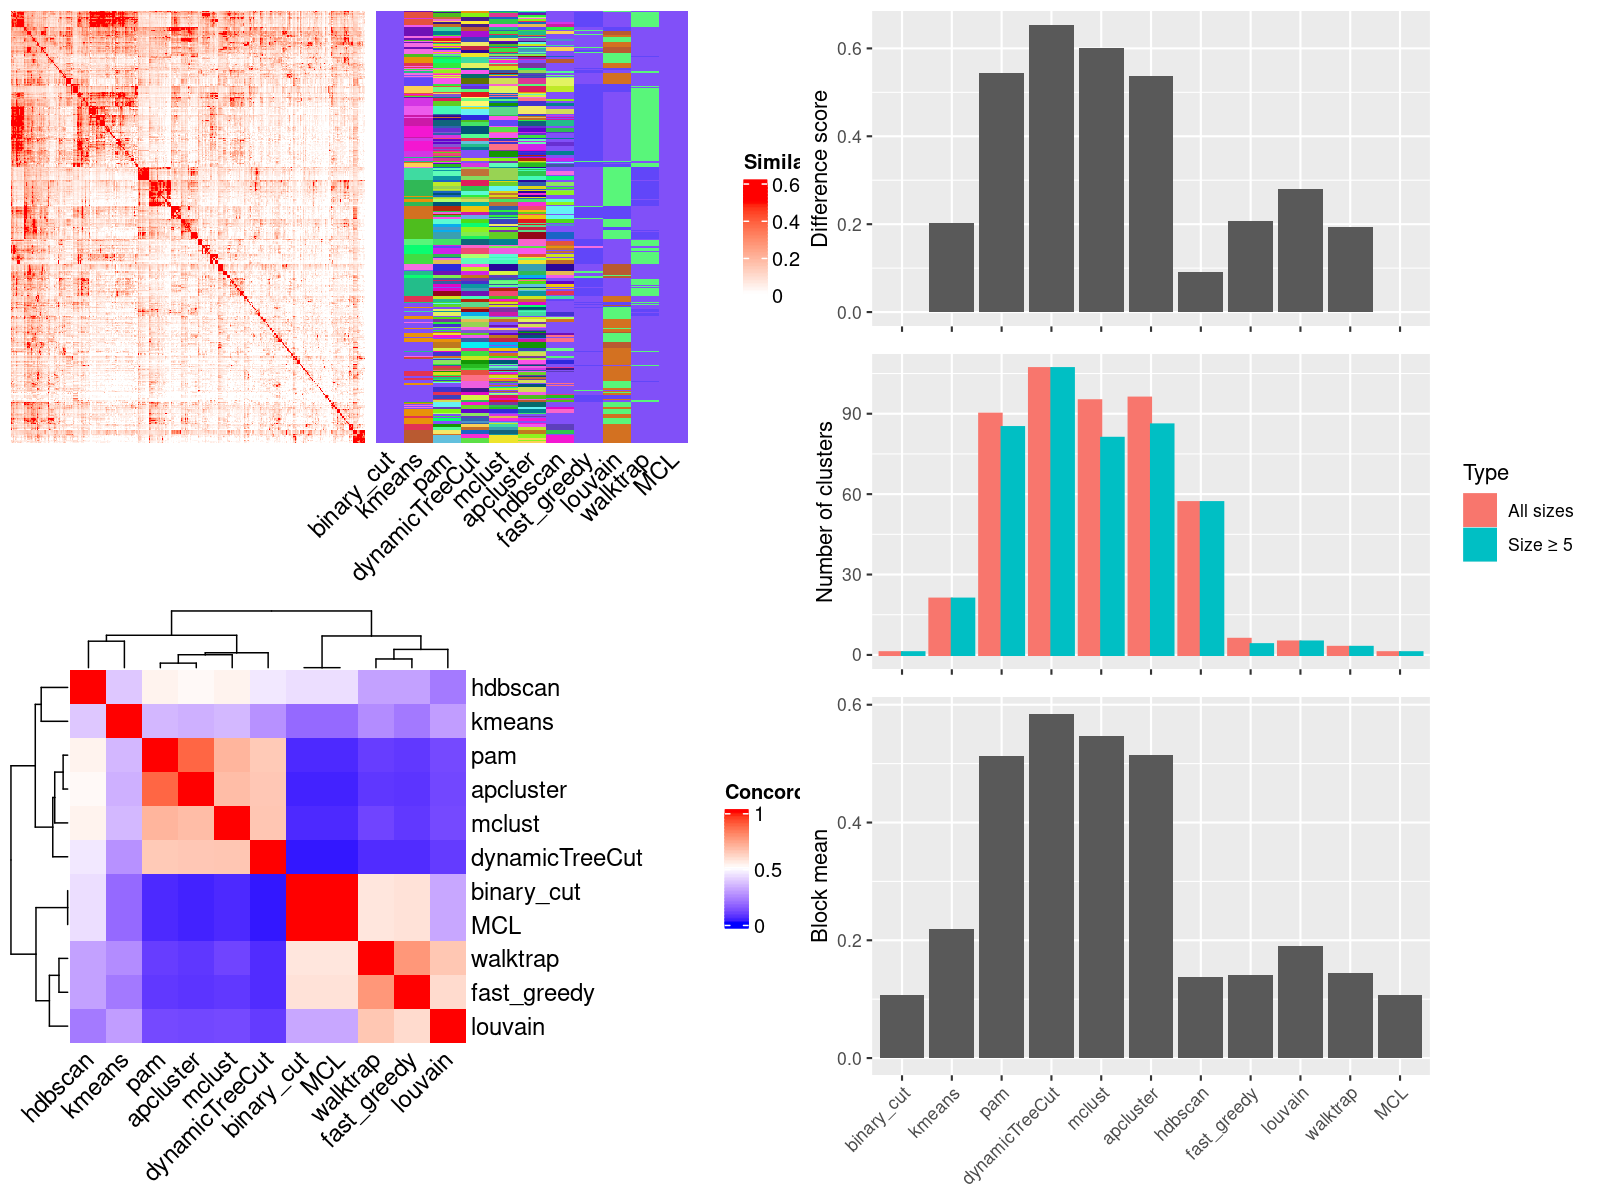 Simila
0.6
0.4
0.2
0
binary_cut
kmeans
pam
dynamicTreeCut
mclust
apcluster
hdbscan
fast_greedy
louvain
walktrap
MCL
hdbscan
kmeans
pam
apcluster
mclust
dynamicTreeCut
binary_cut
MCL
walktrap
fast_greedy
louvain
hdbscan
kmeans
pam
apcluster
mclust
dynamicTreeCut
binary_cut
MCL
walktrap
fast_greedy
louvain
Concord
1
0.5
0
Difference score
0.6
0.4
0.2
0.0
Number of clusters
90
60
30
0
Type
All sizes
Size ≥ 5
Block mean
0.6
0.4
0.2
0.0
binary_cut
kmeans
pam
dynamicTreeCut
mclust
apcluster
hdbscan
fast_greedy
louvain
walktrap
MCL